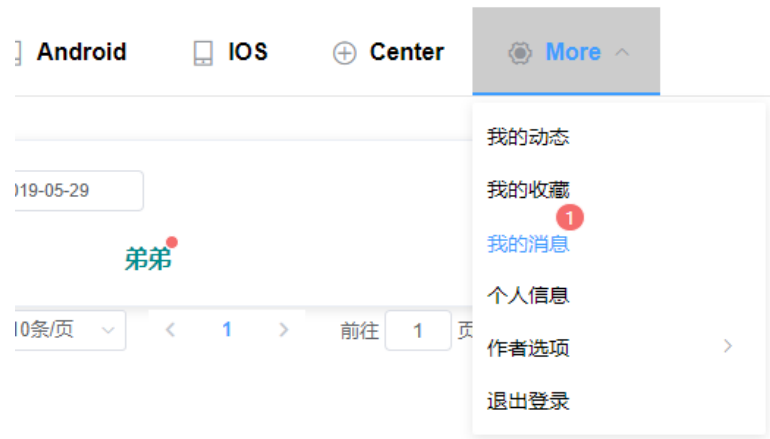 Android IOS Center More
我的动态
019-05-29
我的收藏
1
我的消息
弟弟
个人信息
10条/页 1 前往 1 页
作者选项
退出登录